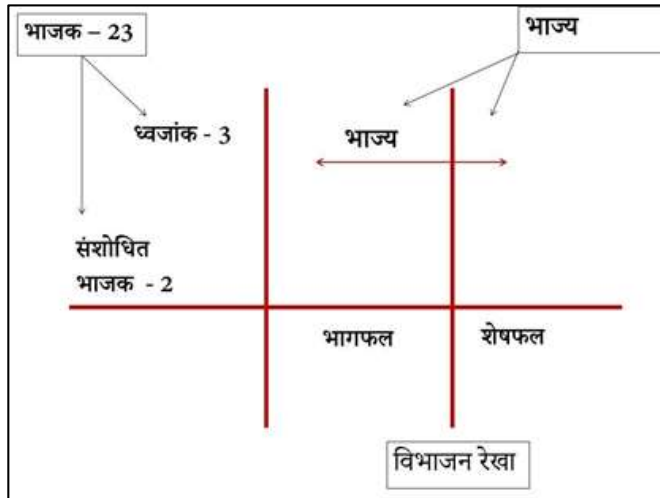 भाजक – 23
भाज्य
ध्वजांक - 3
भाज्य
संशोधित
भाजक - 2
भागफल
शेषफल
विभाजन रेखा